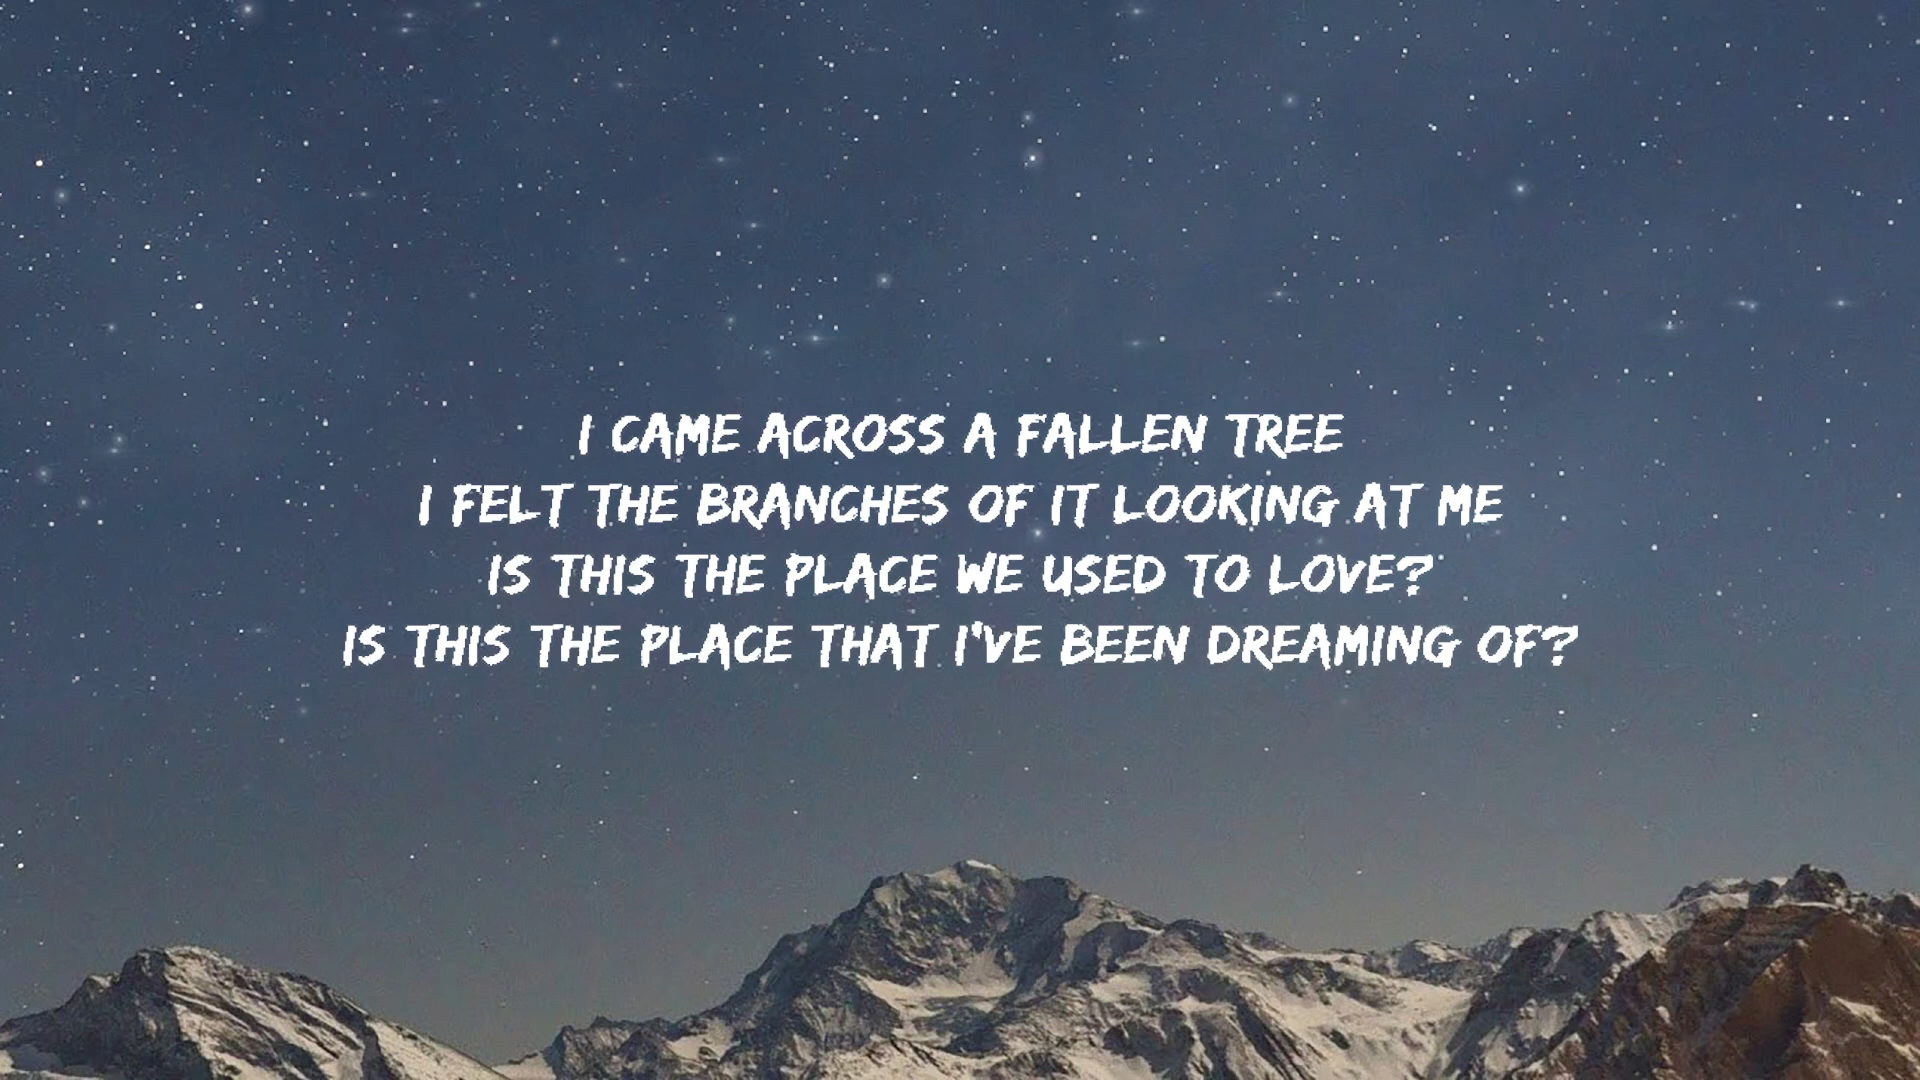 I CAME ACROSS A FALLEN TREE
I FELT THE BRANCHES OF IT LOOKING AT ME
IS THIS THE PLACE WE USED TO LOVE?
IS THIS THE PLACE THAT I'VE BEEN DREAMING OF?